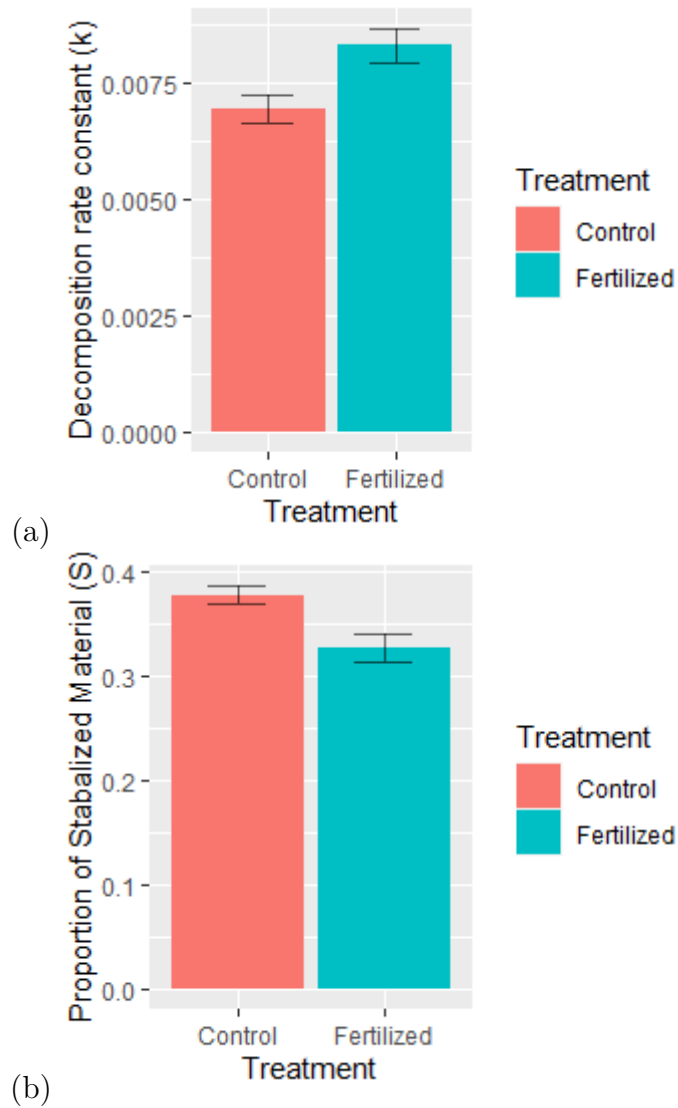 Decomposition rate constant (k)
0.0075
0.0050
0.0025
0.0000
Control Fertilized
Treatment
Treatment
Control
Fertilized
(a)
Proportion of Stabalized Material (S)
0.4
0.3
0.2
0.1
0.0
Control Fertilized
Treatment
Treatment
Control
Fertilized
(b)